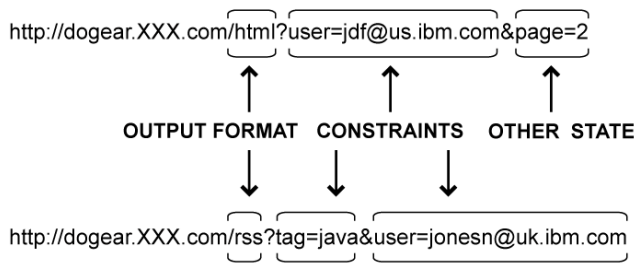 http://dogear.XXX.com/html?user=jdf@us.ibm.com&page=2
OUTPUT FORMAT CONSTRAINTS OTHER STATE
http://dogear.XXX.com/rss?tag=java&user=jonesn@uk.ibm.com